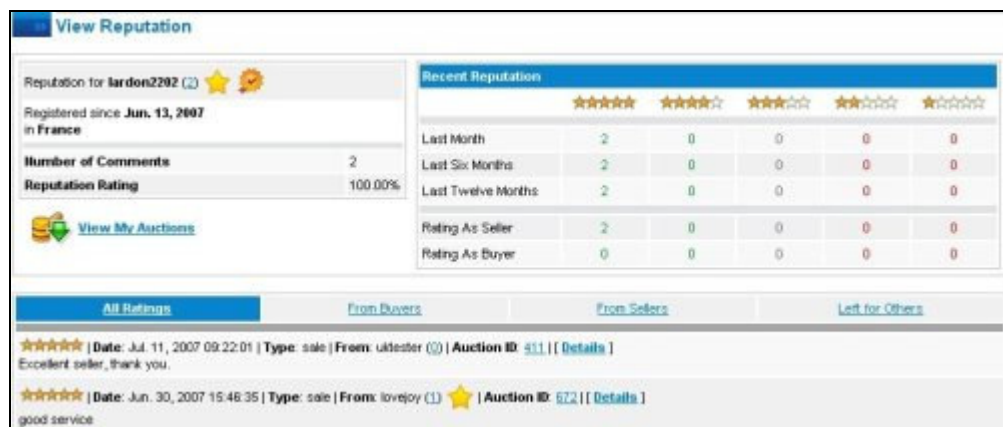 View Reputation
Reputation for lardon2202 (2)
Registered since Jun. 13, 2007
in France
Number of Comments 2
Reputation Rating 100.00%
View My Auctions
Recent Reputation
Last Month 2 0 0 0 0
Last Six Months 2 0 0 0 0
Last Twelve Months 2 0 0 0 0
Rating As Seller 2 0 0 0 0
Rating As Buyer 0 0 0 0 0
All Ratings From Buyers From Sellers Left for Others
| Date: Jul. 11, 2007 09:22:01 | Type: sale | From: uktester (0) | Auction ID: 411 | [ Details ]
Excellent seller, thank you.
| Date: Jun. 30, 2007 15:46:35 | Type: sale | From: lovejoy (1) | Auction ID: 672 | [ Details ]
good service